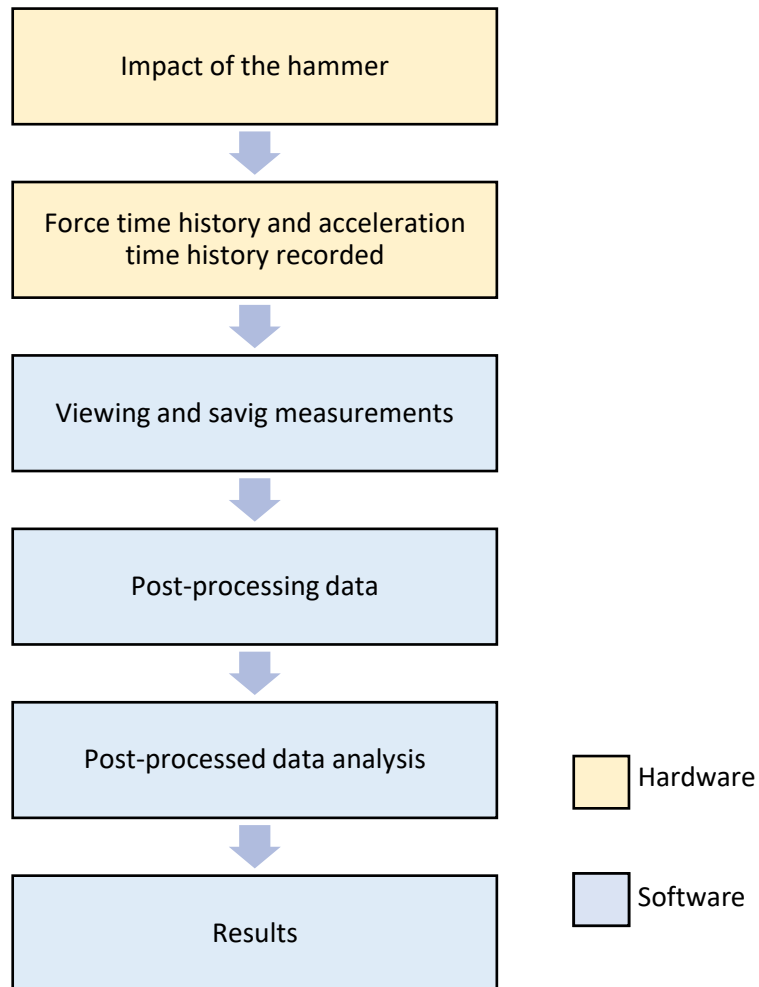 Impact of the hammer
Force time history and acceleration
time history recorded
Viewing and savig measurements
Post-processing data
Post-processed data analysis
Hardware
Software
Results